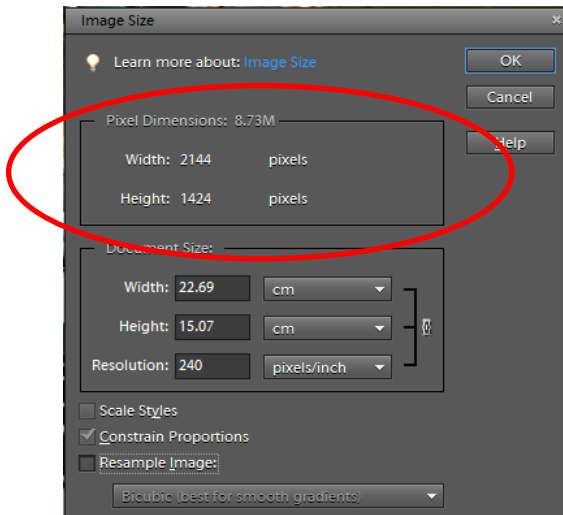 Image Size
Learn more about: Image Size
OK
Cancel
Help
Pixel Dimensions: 8.73M
Width: 2144 pixels
Height: 1424 pixels
Document Size:
Width: 22.69 cm
Height: 15.07 cm
Resolution: 240 pixels/inch
Scale Styles
Constrain Proportions
Resample Image:
Bicubic (best for smooth gradients)